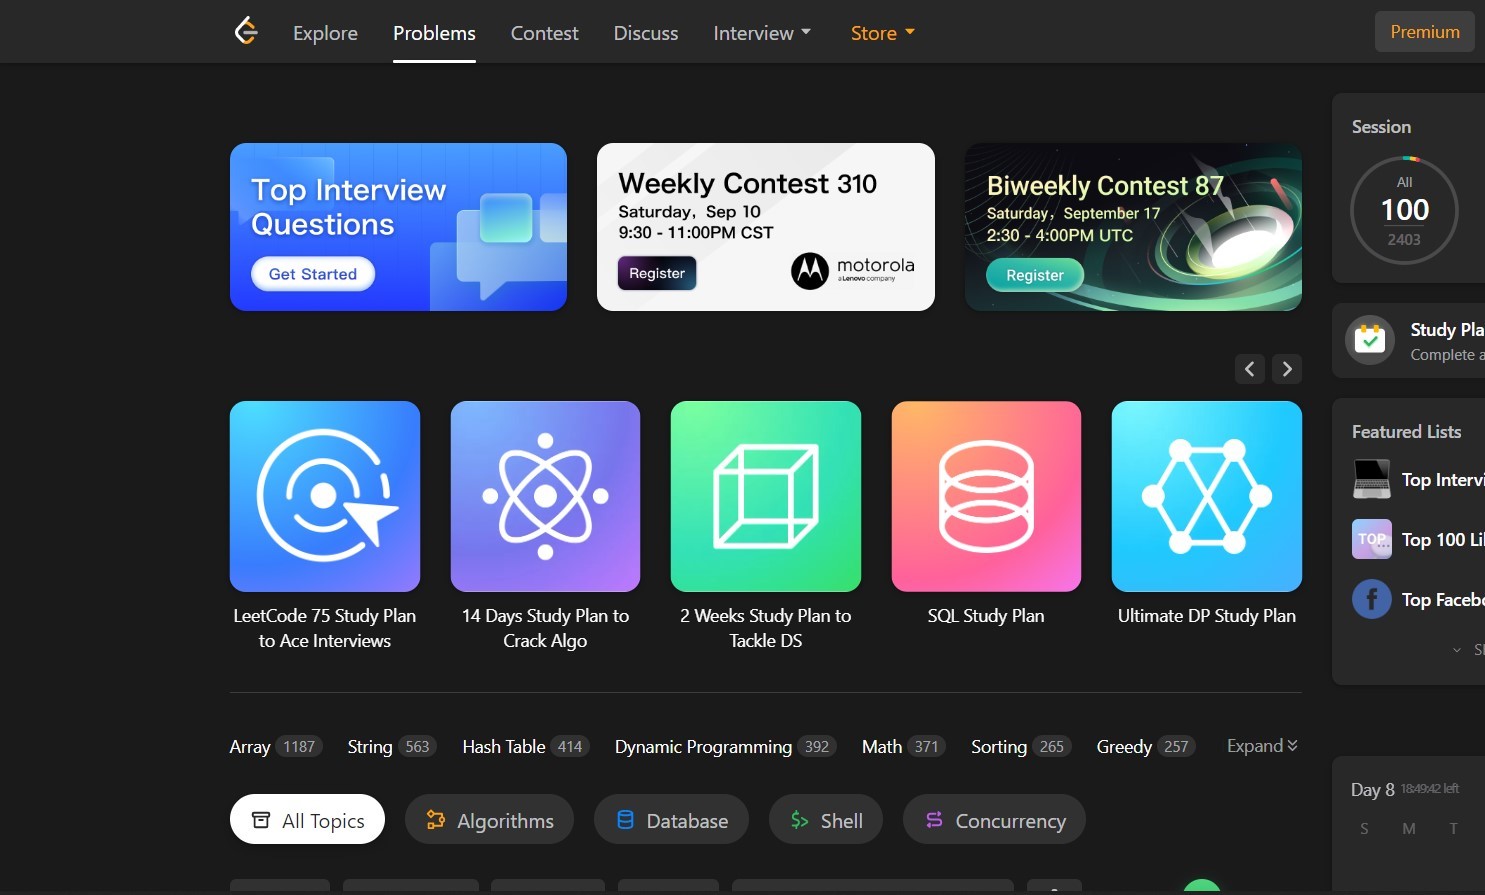 Explore Problems Contest Discuss Interview Store Premium
Top Interview
Questions
Get Started
Weekly Contest 310
Saturday, Sep 10
9:30 - 11:00PM CST
Register
motorola
a Lenovo company
Biweekly Contest 87
Saturday, September 17
2:30 - 4:00PM UTC
Register
LeetCode 75 Study Plan
to Ace Interviews
14 Days Study Plan to
Crack Algo
2 Weeks Study Plan to
Tackle DS
SQL Study Plan
Ultimate DP Study Plan
Array 1187 String 563 Hash Table 414 Dynamic Programming 392 Math 371 Sorting 265 Greedy 257 Expand
All Topics Algorithms Database Shell Concurrency
Session
All
100
2403
Study Pla
Complete a
Featured Lists
Top Intervi
TOP
Top 100 Li
Top Facebo
Day 8 18:49:42 left
S M T